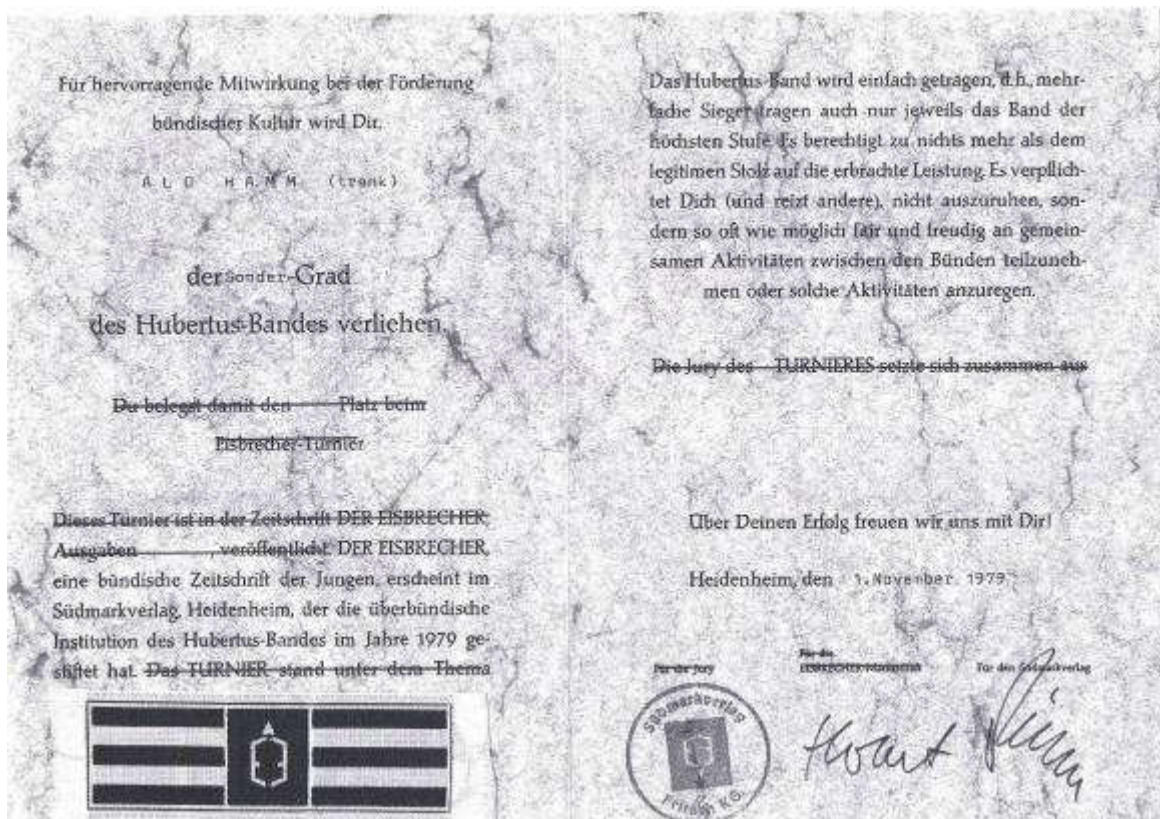 Für hervorragende Mitwirkung bei der Förderung
bündischer Kultur wird Dir,
ALO HAMM (trenk)
der Sonder-Grad
des Hubertus-Bandes verliehen.
Du belegst damit den Platz beim
Eisbrecher-Turnier
Dieses Turnier ist in der Zeitschrift DER EISBRECHER,
Ausgaben , veröffentlicht. DER EISBRECHER,
eine bündische Zeitschrift der Jungen, erscheint im
Südmarkverlag, Heidenheim, der die überbündische
Institution des Hubertus-Bandes im Jahre 1979 ge-
stiftet hat. Das TURNIER stand unter dem Thema
Das Hubertus-Band wird einfach getragen, d.h., mehr-
fache Sieger tragen auch nur jeweils das Band der
höchsten Stufe. Es berechtigt zu nichts mehr als dem
legitimen Stolz auf die erbrachte Leistung. Es verpflich-
tet Dich (und reizt andere), nicht auszuruhen, son-
dern so oft wie möglich fair und freudig an gemein-
samen Aktivitäten zwischen den Bünden teilzuneh-
men oder solche Aktivitäten anzuregen.
Die Jury des TURNIERES setzte sich zusammen aus
Über Deinen Erfolg freuen wir uns mit Dir!
Heidenheim, den 1.November 1979
Für die Jury
Für die
EISBRECHER-Mannschaft
Für den Südmarkverlag
Südmarkverlag
Fritsch K.G.